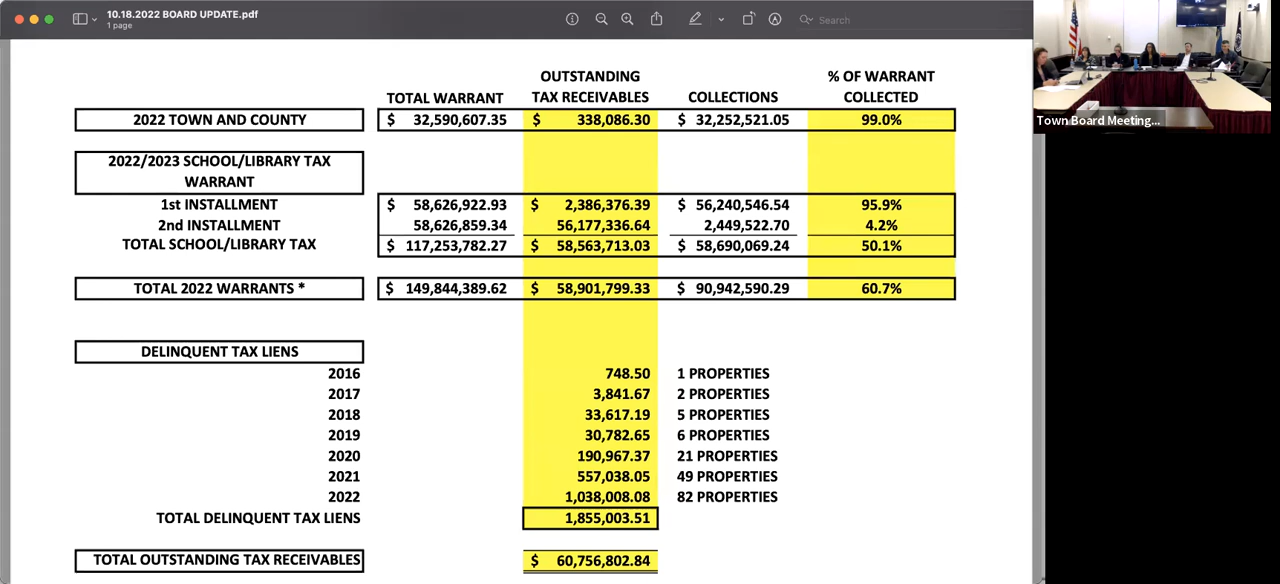 10.18.2022 BOARD UPDATE.pdf
1 page
Search
Town Board Meeting...
OUTSTANDING % OF WARRANT
TOTAL WARRANT TAX RECEIVABLES COLLECTIONS COLLECTED
2022 TOWN AND COUNTY $ 32,590,607.35 $ 338,086.30 $ 32,252,521.05 99.0%
2022/2023 SCHOOL/LIBRARY TAX
WARRANT
1st INSTALLMENT $ 58,626,922.93 $ 2,386,376.39 $ 56,240,546.54 95.9%
2nd INSTALLMENT 58,626,859.34 56,177,336.64 2,449,522.70 4.2%
TOTAL SCHOOL/LIBRARY TAX $ 117,253,782.27 $ 58,563,713.03 $ 58,690,069.24 50.1%
TOTAL 2022 WARRANTS * $ 149,844,389.62 $ 58,901,799.33 $ 90,942,590.29 60.7%
DELINQUENT TAX LIENS
2016 748.50 1 PROPERTIES
2017 3,841.67 2 PROPERTIES
2018 33,617.19 5 PROPERTIES
2019 30,782.65 6 PROPERTIES
2020 190,967.37 21 PROPERTIES
2021 557,038.05 49 PROPERTIES
2022 1,038,008.08 82 PROPERTIES
TOTAL DELINQUENT TAX LIENS 1,855,003.51
TOTAL OUTSTANDING TAX RECEIVABLES $ 60,756,802.84